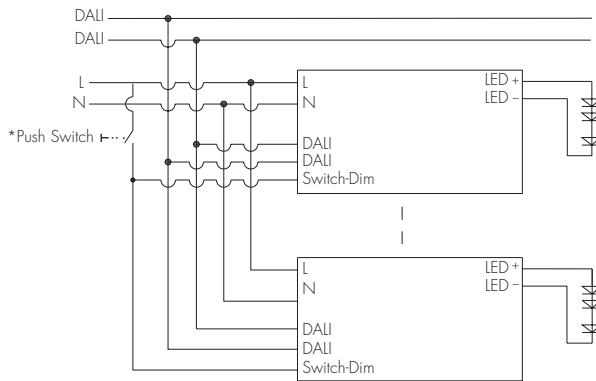 DALI
DALI
L
N
*Push Switch
L
N
DALI
DALI
Switch-Dim
LED +
LED –
L
N
DALI
DALI
Switch-Dim
LED +
LED –